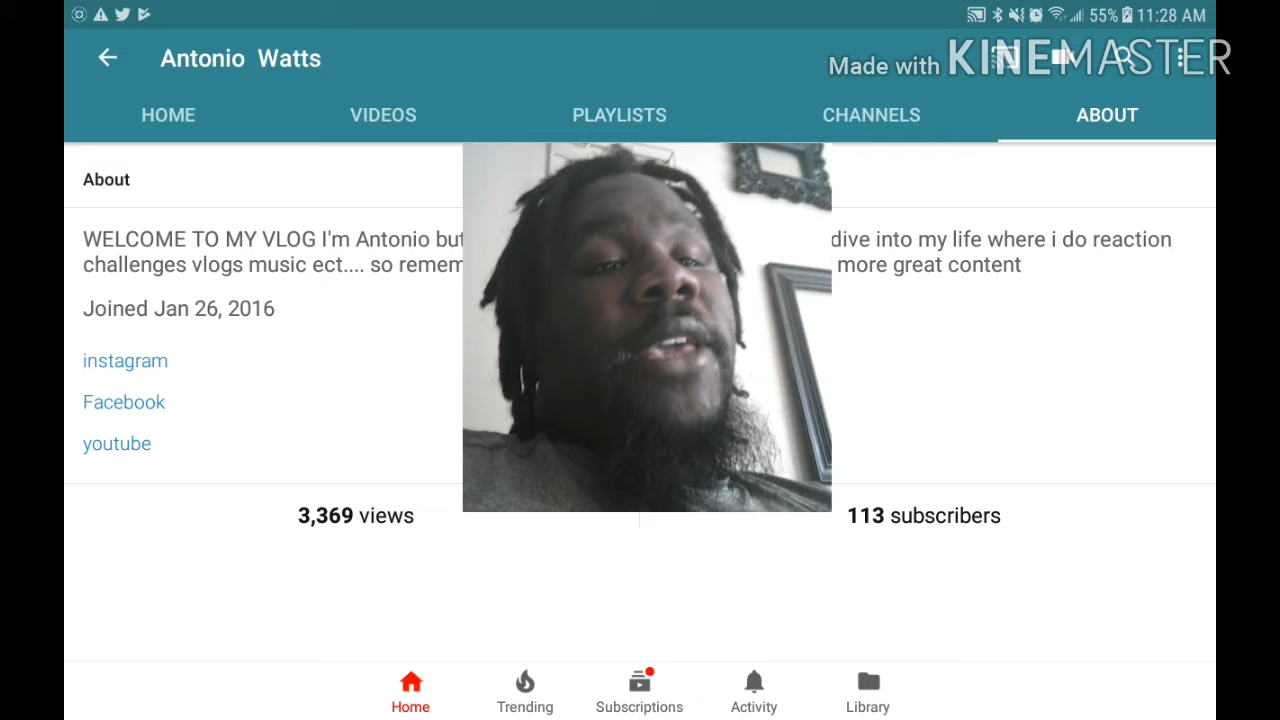 55% 11:28 AM
Antonio Watts
Made with KINEMASTER
HOME VIDEOS PLAYLISTS CHANNELS ABOUT
About
WELCOME TO MY VLOG I'm Antonio but dive into my life where i do reaction
challenges vlogs music ect.... so remem more great content
Joined Jan 26, 2016
instagram
Facebook
youtube
3,369 views 113 subscribers
Home Trending Subscriptions Activity Library